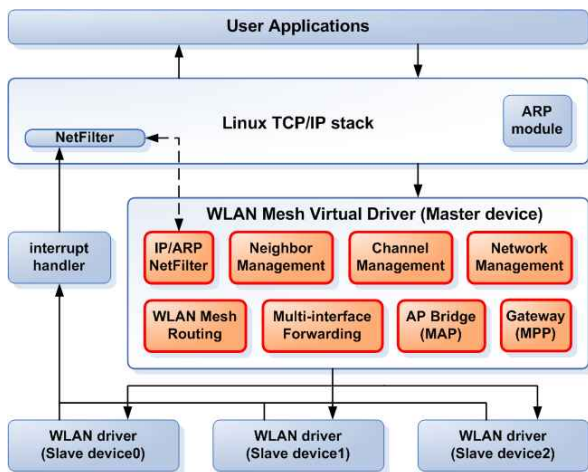 User Applications
Linux TCP/IP stack
ARP
module
NetFilter
WLAN Mesh Virtual Driver (Master device)
interrupt
handler
IP/ARP
NetFilter
Neighbor
Management
Channel
Management
Network
Management
WLAN Mesh
Routing
Multi-interface
Forwarding
AP Bridge
(MAP)
Gateway
(MPP)
WLAN driver
(Slave device0)
WLAN driver
(Slave device1)
WLAN driver
(Slave device2)